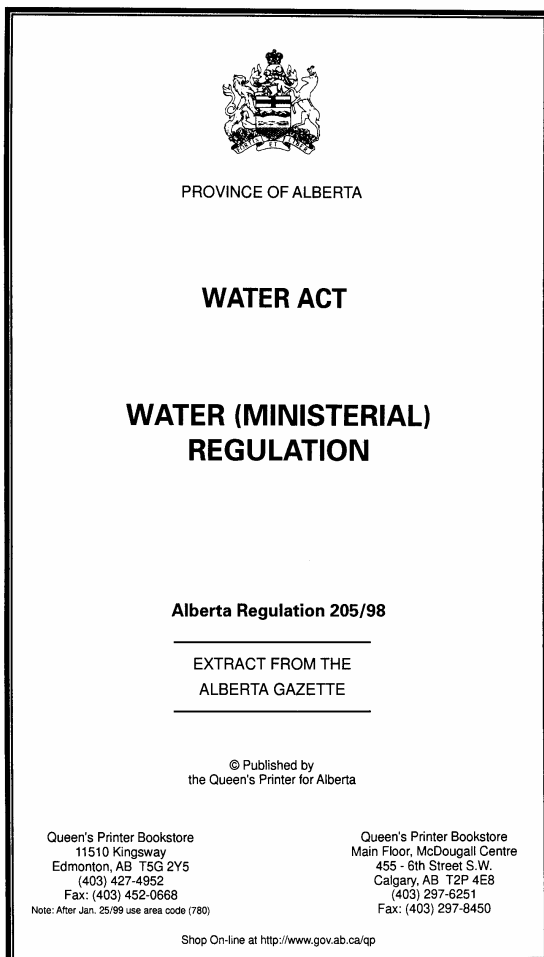 PROVINCE OF ALBERTA
WATER ACT
WATER (MINISTERIAL)
REGULATION
Alberta Regulation 205/98
EXTRACT FROM THE
ALBERTA GAZETTE
© Published by
the Queen's Printer for Alberta
Queen's Printer Bookstore
11510 Kingsway
Edmonton, AB T5G 2Y5
(403) 427-4952
Fax: (403) 452-0668
Note: After Jan. 25/99 use area code (780)
Queen's Printer Bookstore
Main Floor, McDougall Centre
455 - 6th Street S.W.
Calgary, AB T2P 4E8
(403) 297-6251
Fax: (403) 297-8450
Shop On-line at http://www.gov.ab.ca/qp